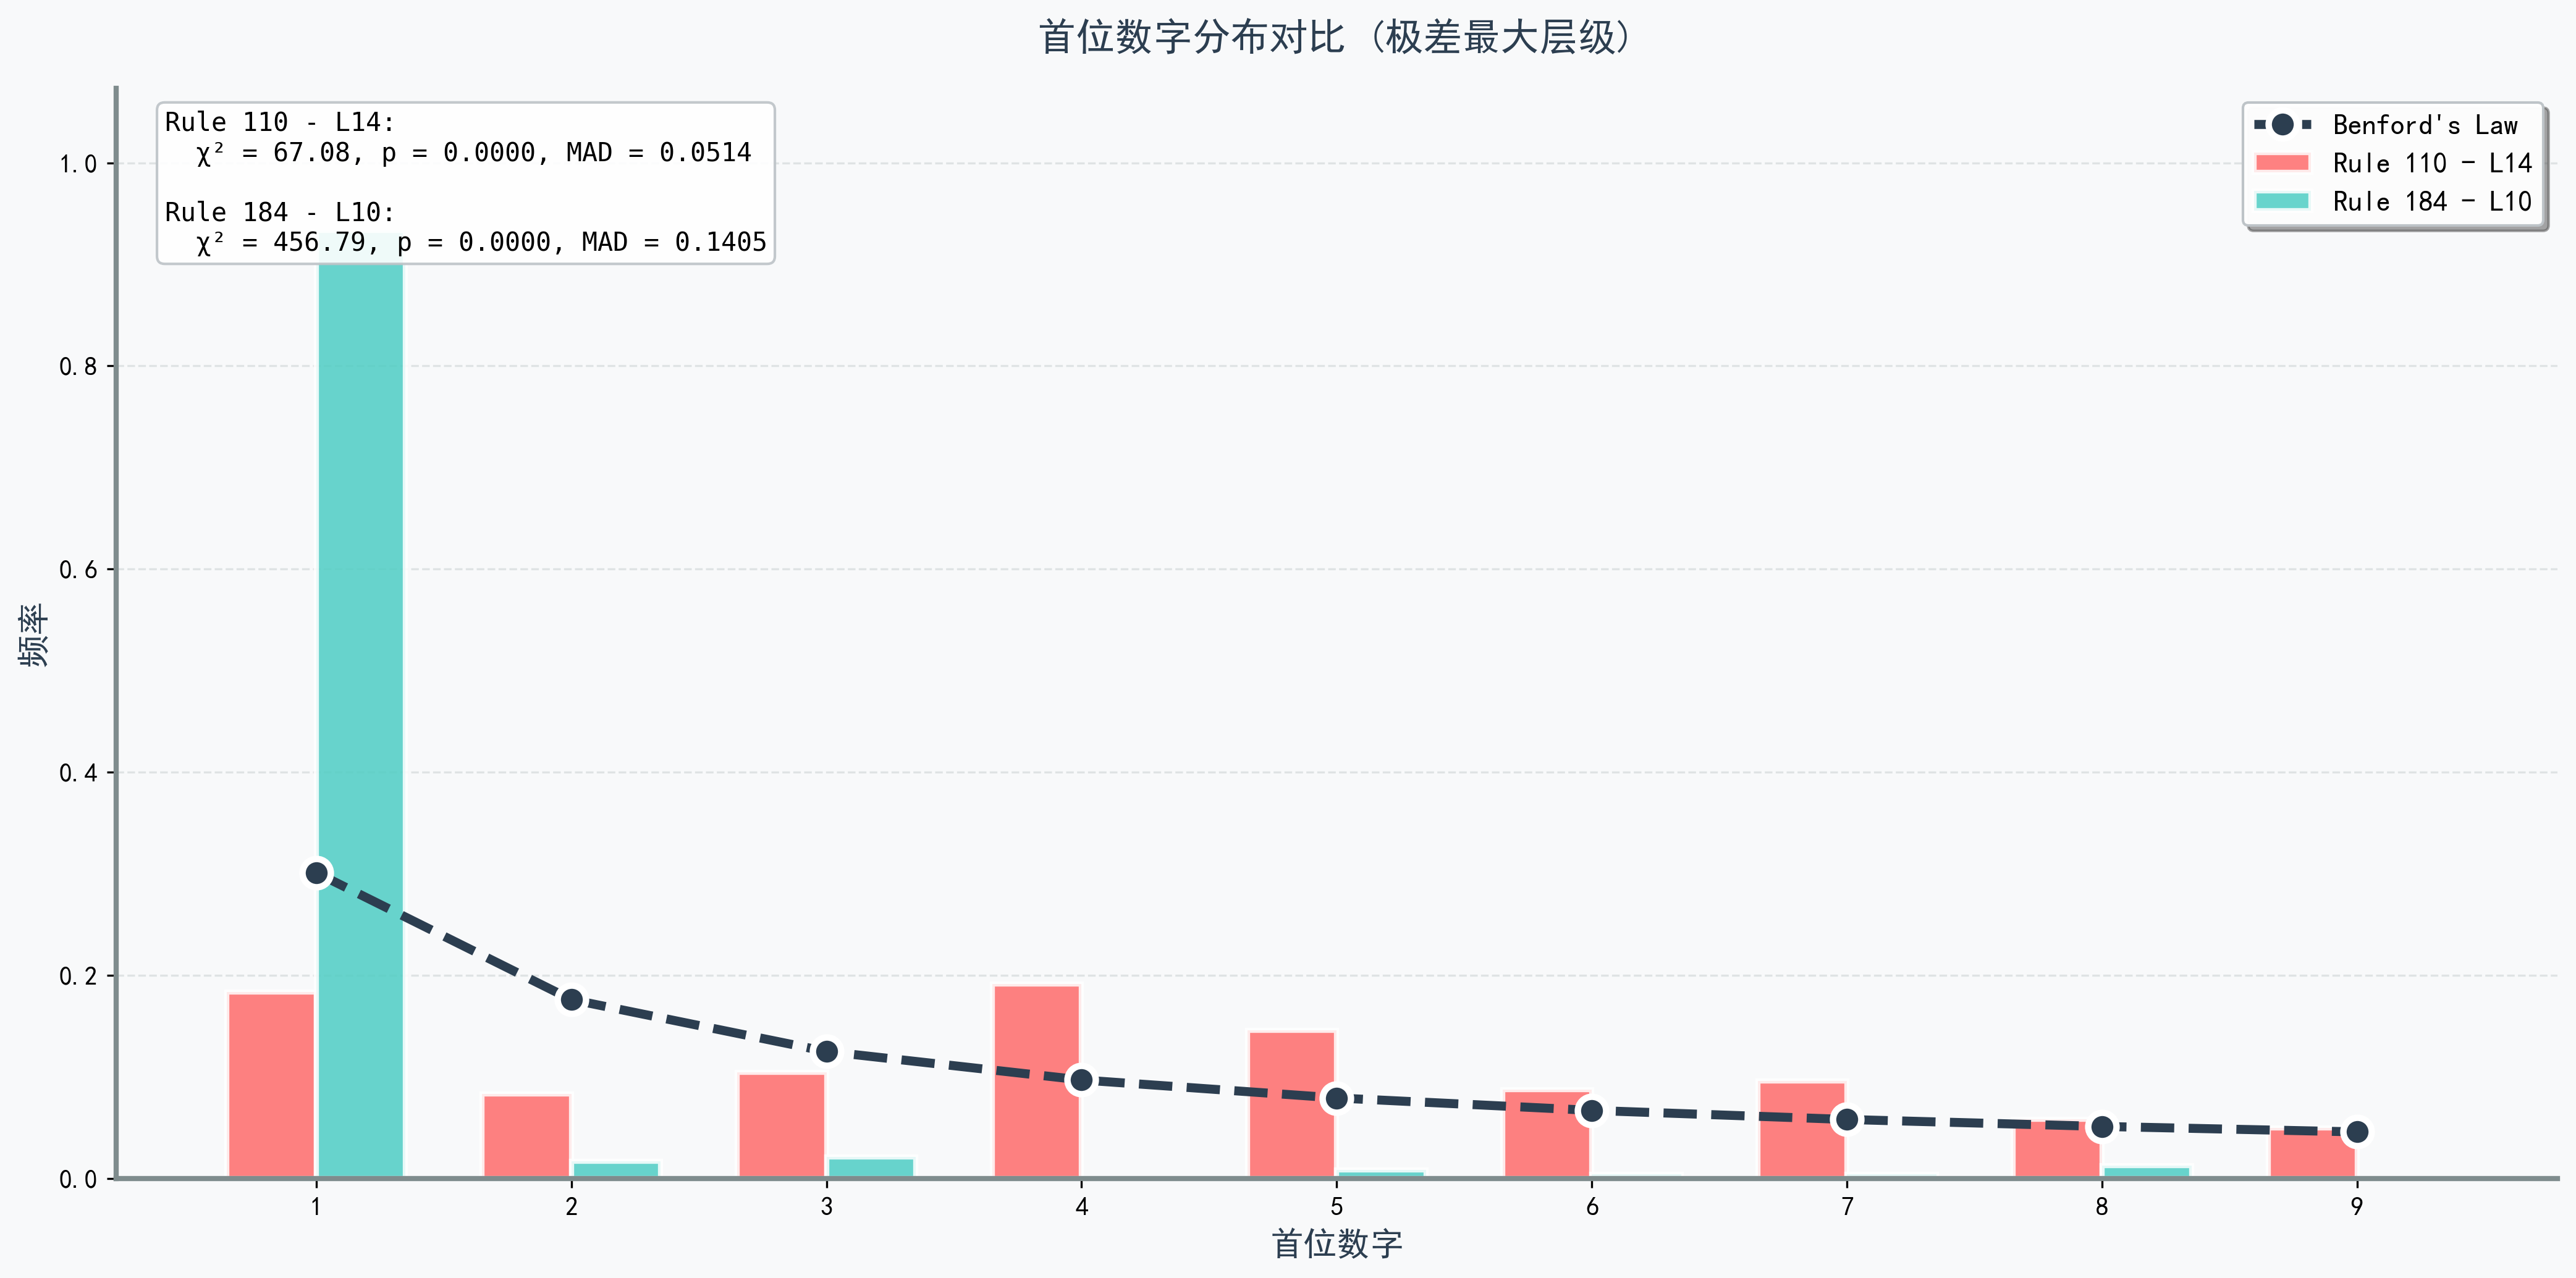 首位数字分布对比 (极差最大层级)
Rule 110 - L14:
χ² = 67.08, p = 0.0000, MAD = 0.0514
Rule 184 - L10:
χ² = 456.79, p = 0.0000, MAD = 0.1405
Benford's Law
Rule 110 - L14
Rule 184 - L10
频率
1.0
0.8
0.6
0.4
0.2
0.0
1 2 3 4 5 6 7 8 9
首位数字